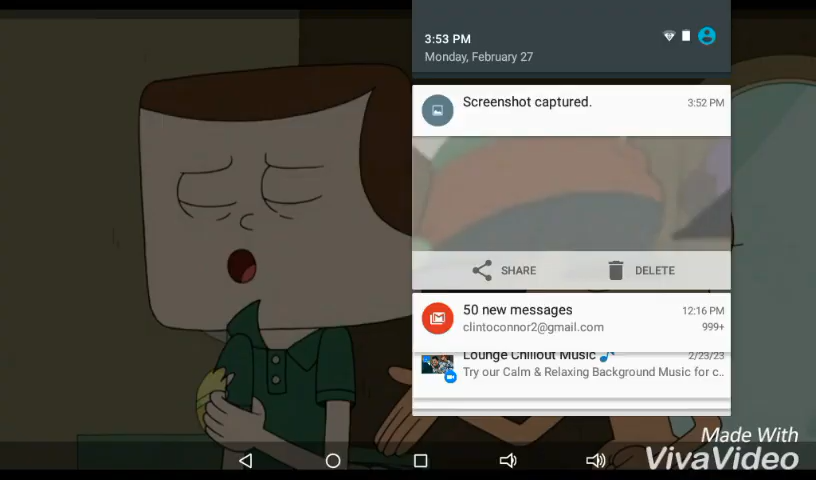 3:53 PM
Monday, February 27
Screenshot captured. 3:52 PM
SHARE DELETE
50 new messages 12:16 PM
clintoconnor2@gmail.com 999+
Lounge Chillout Music 🎵 2/23/23
Try our Calm & Relaxing Background Music for c..
Made With
VivaVideo